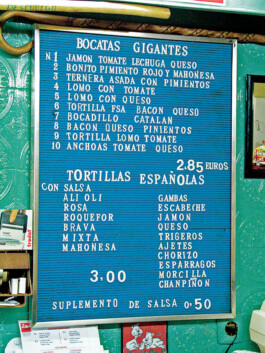 BOCATAS GIGANTES
N1 JAMON TOMATE LECHUGA QUESO
2 BONITO PIMIENTO ROJO Y MAHONESA
3 TERNERA ASADA CON PIMIENTOS
4 LOMO CON TOMATE
5 LOMO CON QUESO
6 TORTILLA FSA BACON QUESO
7 BOCADILLO CATALAN
8 BACON QUESO PINIENTOS
9 TORTILLA LOMO TOMATE
10 ANCHOAS TOMATE QUESO
2.85 EUROS
TORTILLAS ESPAÑOLAS
CON SALSA
ALI OLI GAMBAS
ROSA ESCABECHE
ROQUEFOR JAMON
BRAVA QUESO
MIXTA TRIGEROS
MAHONESA AJETES
CHORIZO
3,00 ESPARRAGOS
MORCILLA
CHANPIÑON
SUPLEMENTO DE SALSA 0,50